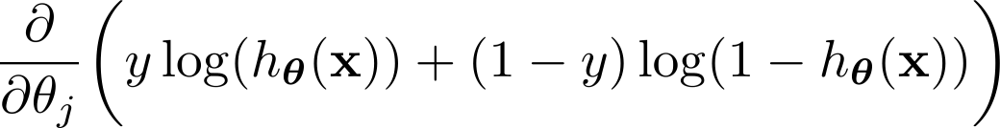 ∂/∂θ_j ( y log(h_𝛉(𝐱)) + (1 − y) log(1 − h_𝛉(𝐱)) )